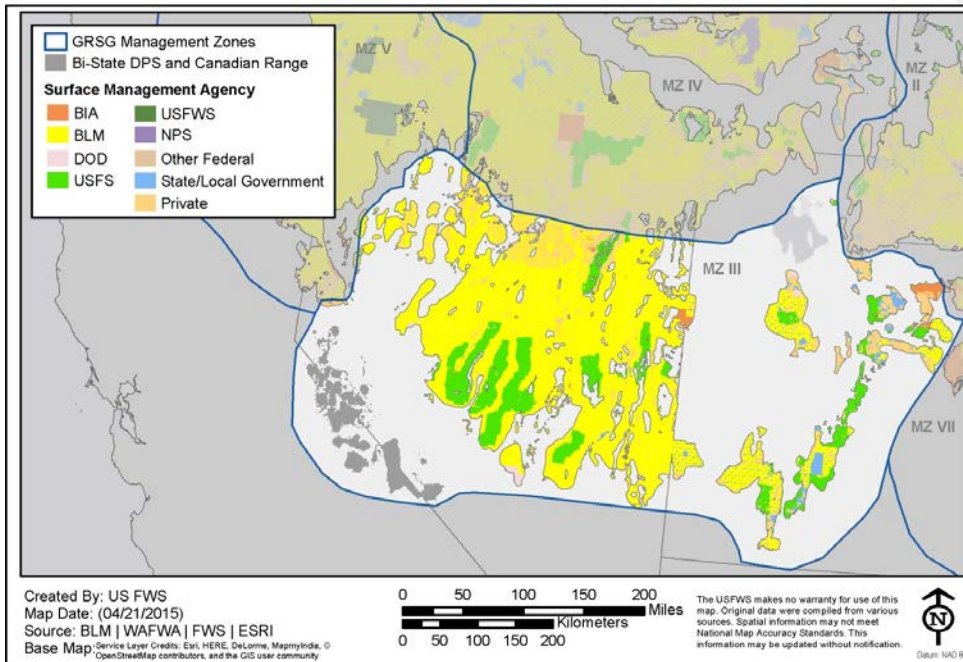 GRSG Management Zones
Bi-State DPS and Canadian Range
Surface Management Agency
BIA
USFWS
BLM
NPS
DOD
Other Federal
USFS
State/Local Government
Private
MZ V
MZ IV
MZ
II
MZ III
MZ VII
Created By: US FWS
Map Date: (04/21/2015)
Source: BLM | WAFWA | FWS | ESRI
Base Map: Service Layer Credits: Esri, HERE, DeLorme, MapmyIndia, ©
OpenStreetMap contributors, and the GIS user community
0 50 100 150 200
Miles
Kilometers
0 50 100 150 200
The USFWS makes no warranty for use of this
map. Original data were compiled from various
sources. Spatial information may not meet
National Map Accuracy Standards. This
information may be updated without notification.
N
Datum: NAD 8